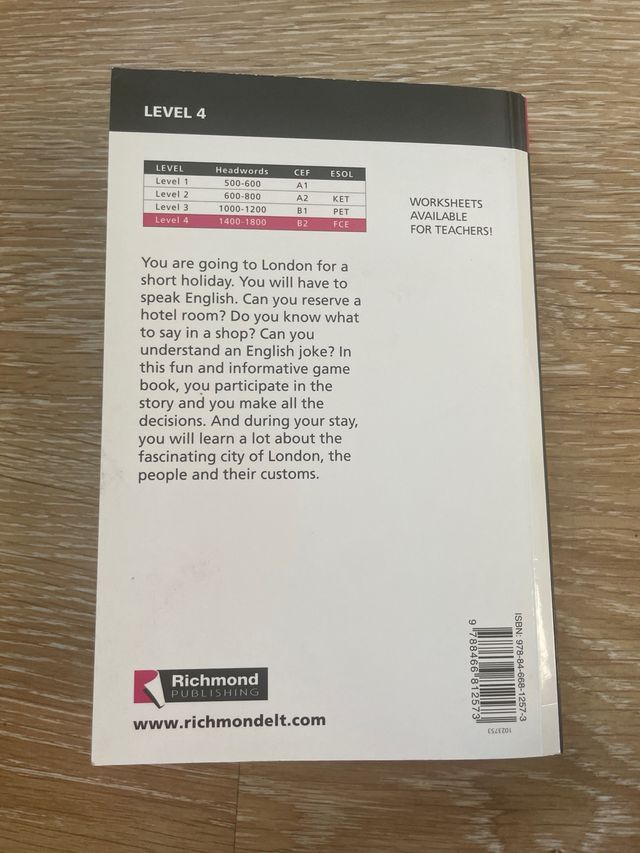 LEVEL 4
LEVEL Headwords CEF ESOL
Level 1 500-600 A1
Level 2 600-800 A2 KET
Level 3 1000-1200 B1 PET
Level 4 1400-1800 B2 FCE
WORKSHEETS
AVAILABLE
FOR TEACHERS!
You are going to London for a
short holiday. You will have to
speak English. Can you reserve a
hotel room? Do you know what
to say in a shop? Can you
understand an English joke? In
this fun and informative game
book, you participate in the
story and you make all the
decisions. And during your stay,
you will learn a lot about the
fascinating city of London, the
people and their customs.
Richmond
PUBLISHING
www.richmondelt.com
ISBN: 978-84-668-1257-3
9 788466 812573
1023753